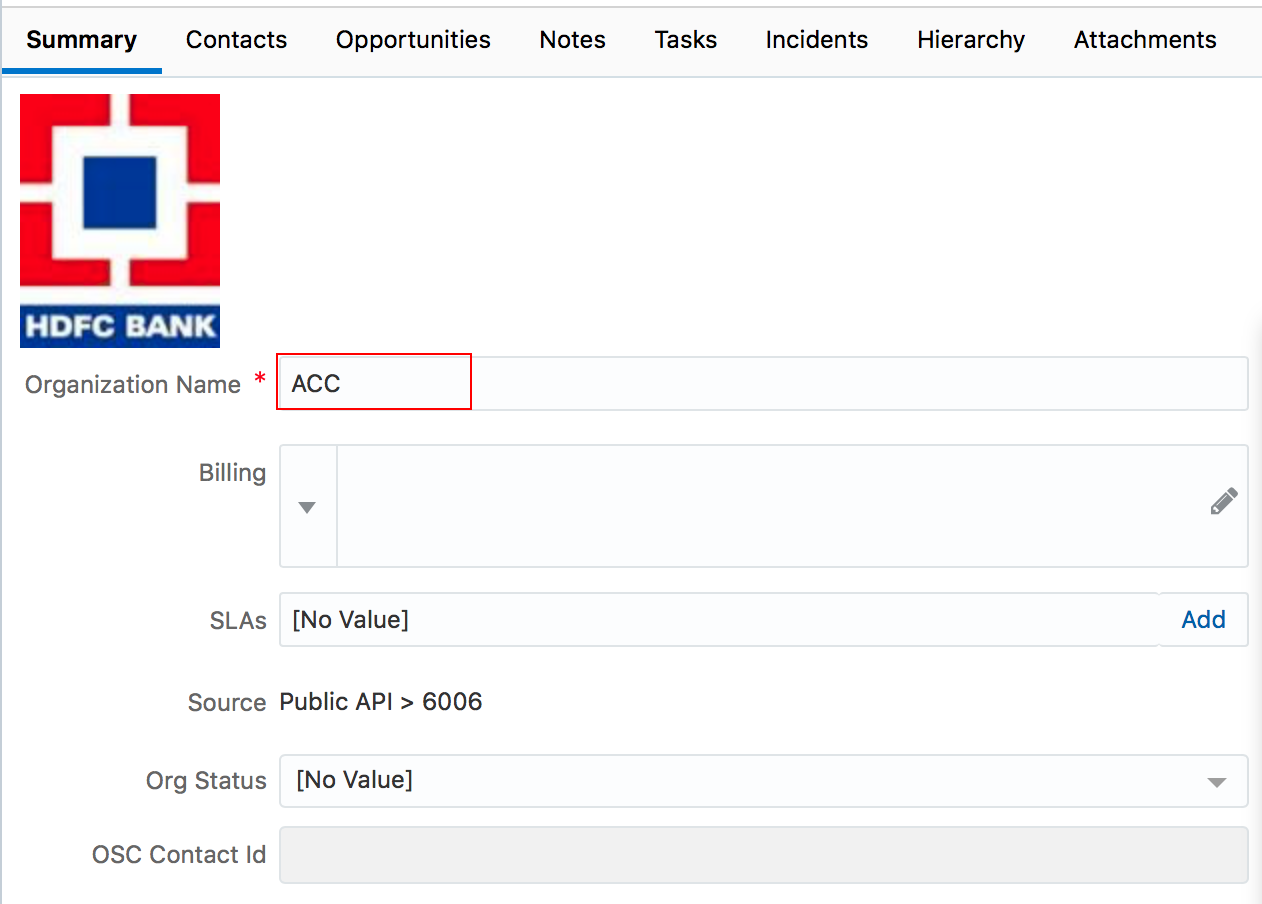 Summary Contacts Opportunities Notes Tasks Incidents Hierarchy Attachments
HDFC BANK
Organization Name * ACC
Billing
SLAs [No Value] Add
Source Public API > 6006
Org Status [No Value]
OSC Contact Id